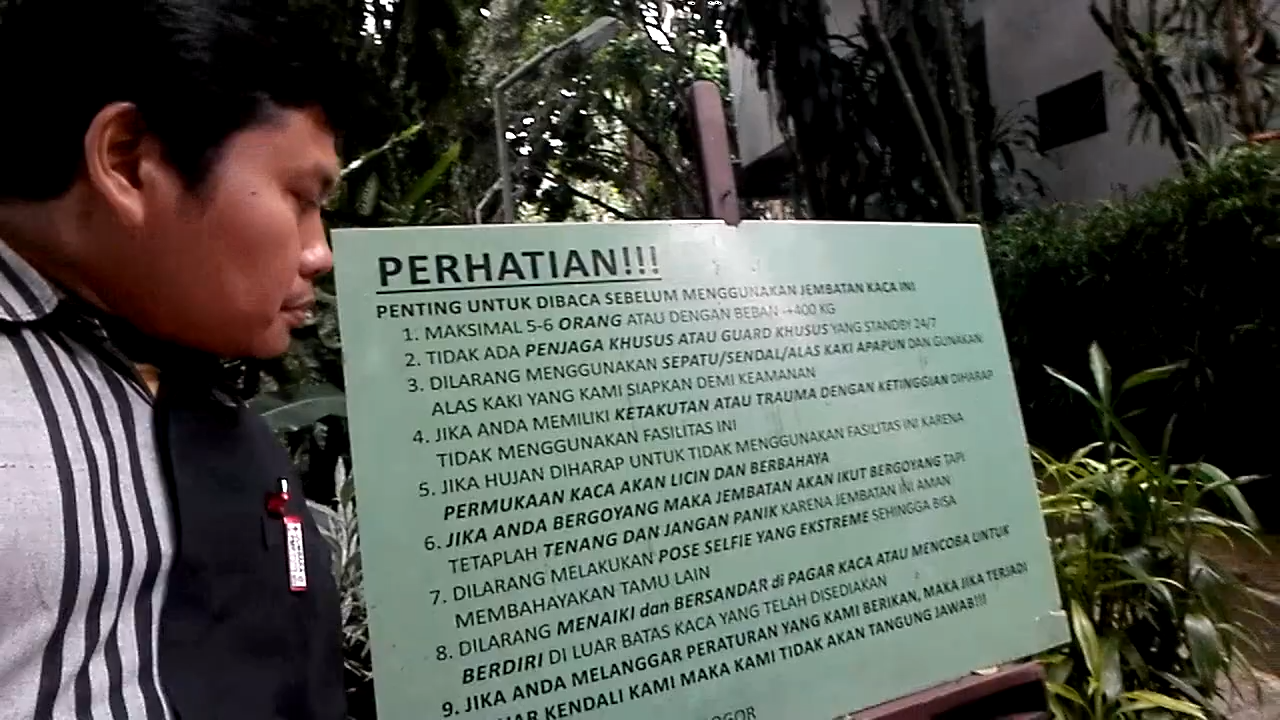 PERHATIAN!!!
PENTING UNTUK DIBACA SEBELUM MENGGUNAKAN JEMBATAN KACA INI
1. MAKSIMAL 5-6 ORANG ATAU DENGAN BEBAN -+400 KG
2. TIDAK ADA PENJAGA KHUSUS ATAU GUARD KHUSUS YANG STANDBY 24/7
3. DILARANG MENGGUNAKAN SEPATU/SENDAL/ALAS KAKI APAPUN DAN GUNAKAN
ALAS KAKI YANG KAMI SIAPKAN DEMI KEAMANAN
4. JIKA ANDA MEMILIKI KETAKUTAN ATAU TRAUMA DENGAN KETINGGIAN DIHARAP
TIDAK MENGGUNAKAN FASILITAS INI
5. JIKA HUJAN DIHARAP UNTUK TIDAK MENGGUNAKAN FASILITAS INI KARENA
PERMUKAAN KACA AKAN LICIN DAN BERBAHAYA
6. JIKA ANDA BERGOYANG MAKA JEMBATAN AKAN IKUT BERGOYANG TAPI
TETAPLAH TENANG DAN JANGAN PANIK KARENA JEMBATAN INI AMAN
7. DILARANG MELAKUKAN POSE SELFIE YANG EKSTREME SEHINGGA BISA
MEMBAHAYAKAN TAMU LAIN
8. DILARANG MENAIKI dan BERSANDAR di PAGAR KACA ATAU MENCOBA UNTUK
BERDIRI DI LUAR BATAS KACA YANG TELAH DISEDIAKAN
9. JIKA ANDA MELANGGAR PERATURAN YANG KAMI BERIKAN, MAKA JIKA TERJADI
KENDALI KAMI MAKA KAMI TIDAK AKAN TANGUNG JAWAB!!!